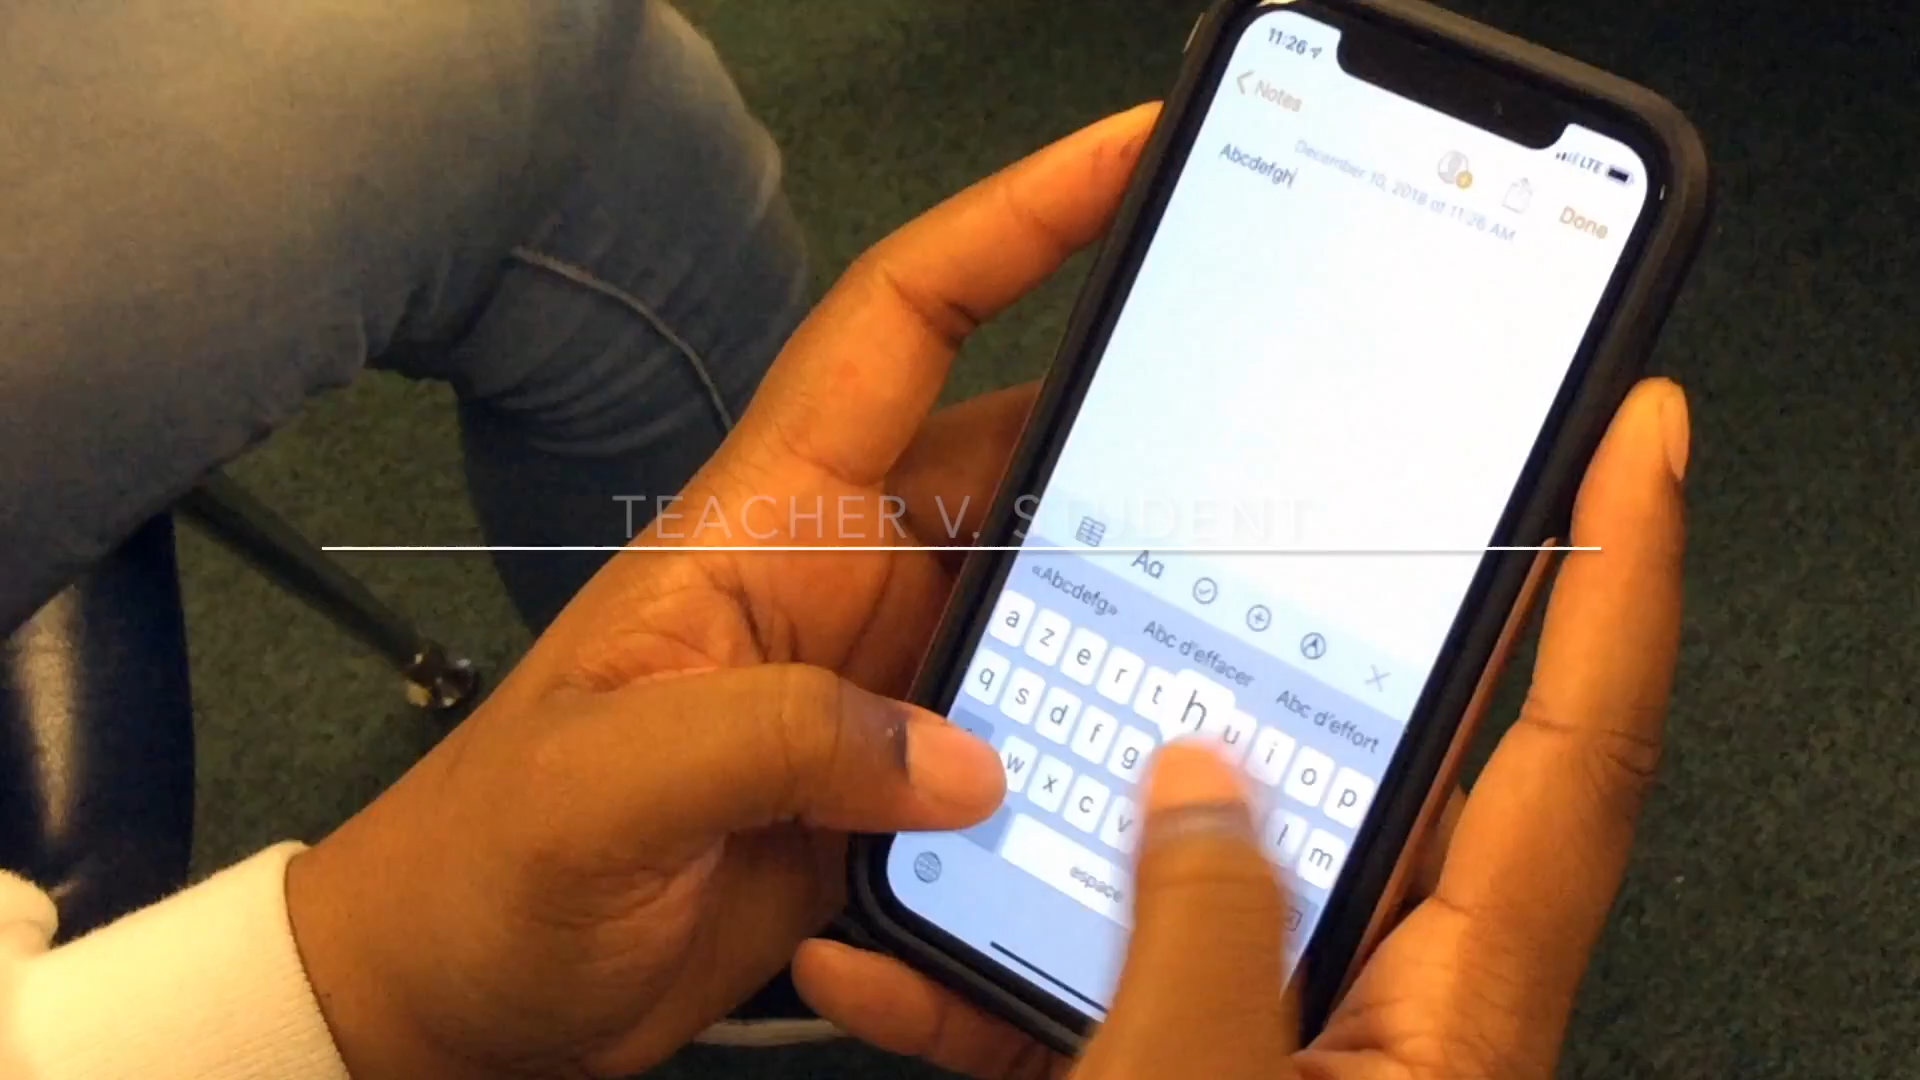 11:26
Notes
LTE
December 10, 2018 at 11:26 AM
Done
Abcdefgh
TEACHER V. STUDENT
Aa
«Abcdefg» Abc d'effacer Abc d'effort
a z e r t h u i o p
q s d f g l m
w x c v
espace